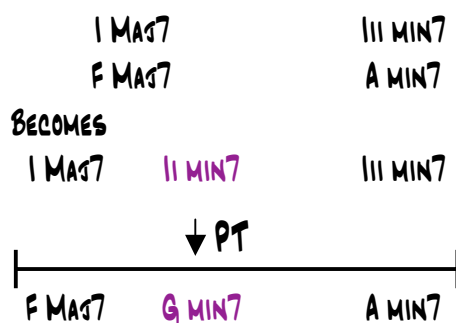 I MAJ7 III MIN7
F MAJ7 A MIN7
BECOMES
I MAJ7 II MIN7 III MIN7
PT
F MAJ7 G MIN7 A MIN7